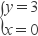 y = 3
x = 0